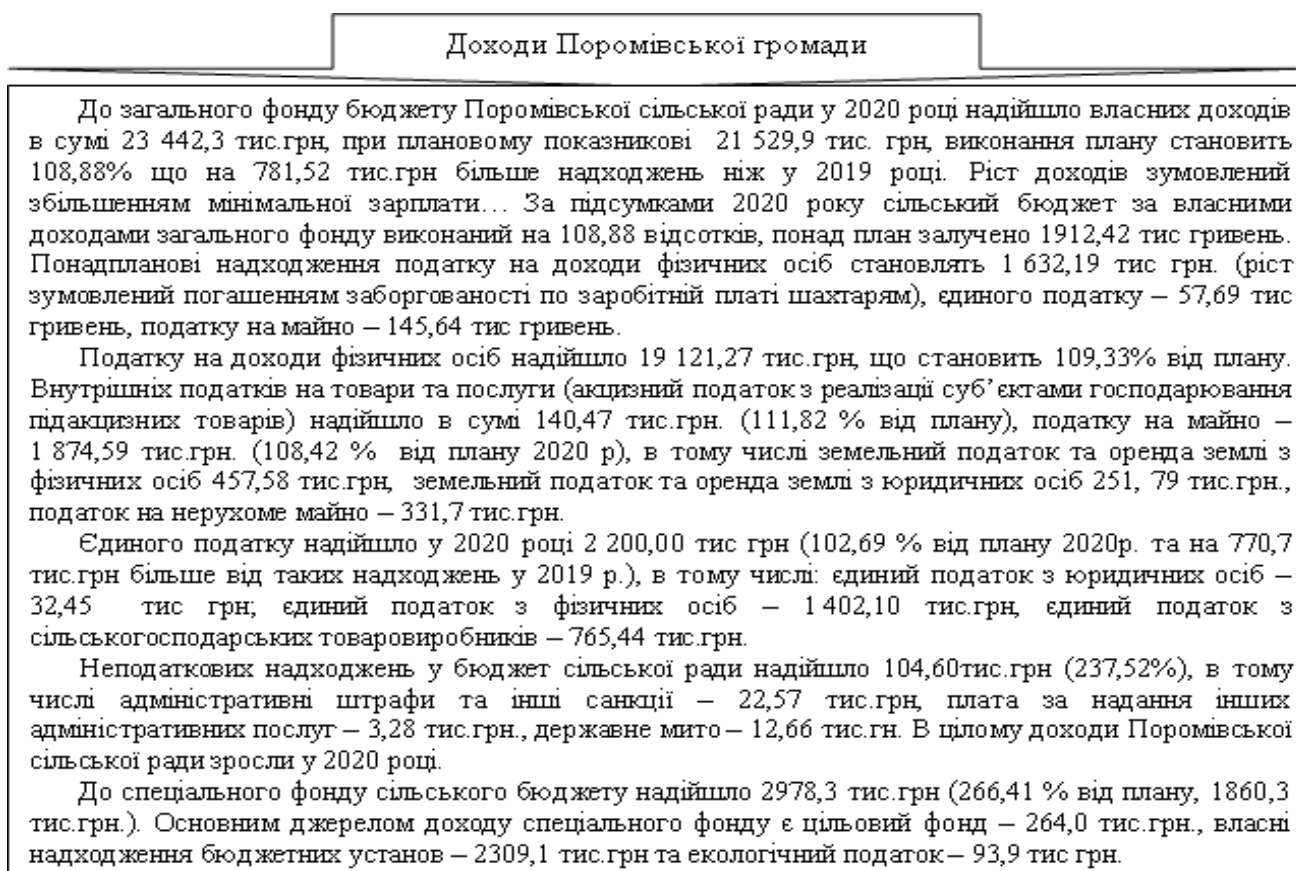 Доходи Поромівської громади
До загального фонду бюджету Поромівської сільської ради у 2020 році надійшло власних доходів
в сумі 23 442,3 тис.грн, при плановому показникові 21 529,9 тис. грн, виконання плану становить
108,88% що на 781,52 тис.грн більше надходжень ніж у 2019 році. Ріст доходів зумовлений
збільшенням мінімальної зарплати… За підсумками 2020 року сільський бюджет за власними
доходами загального фонду виконаний на 108,88 відсотків, понад план залучено 1912,42 тис гривень.
Понадпланові надходження податку на доходи фізичних осіб становлять 1 632,19 тис грн. (ріст
зумовлений погашенням заборгованості по заробітній платі шахтарям), єдиного податку – 57,69 тис
гривень, податку на майно – 145,64 тис гривень.
Податку на доходи фізичних осіб надійшло 19 121,27 тис.грн, що становить 109,33% від плану.
Внутрішніх податків на товари та послуги (акцизний податок з реалізації суб’єктами господарювання
підакцизних товарів) надійшло в сумі 140,47 тис.грн. (111,82 % від плану), податку на майно –
1 874,59 тис.грн. (108,42 % від плану 2020 р), в тому числі земельний податок та оренда землі з
фізичних осіб 457,58 тис.грн, земельний податок та оренда землі з юридичних осіб 251, 79 тис.грн.,
податок на нерухоме майно – 331,7 тис.грн.
Єдиного податку надійшло у 2020 році 2 200,00 тис грн (102,69 % від плану 2020р. та на 770,7
тис.грн більше від таких надходжень у 2019 р.), в тому числі: єдиний податок з юридичних осіб –
32,45 тис грн; єдиний податок з фізичних осіб – 1 402,10 тис.грн, єдиний податок з
сільськогосподарських товаровиробників – 765,44 тис.грн.
Неподаткових надходжень у бюджет сільської ради надійшло 104,60тис.грн (237,52%), в тому
числі адміністративні штрафи та інші санкції – 22,57 тис.грн, плата за надання інших
адміністративних послуг – 3,28 тис.грн., державне мито – 12,66 тис.гн. В цілому доходи Поромівської
сільської ради зросли у 2020 році.
До спеціального фонду сільського бюджету надійшло 2978,3 тис.грн (266,41 % від плану, 1860,3
тис.грн.). Основним джерелом доходу спеціального фонду є цільовий фонд – 264,0 тис.грн., власні
надходження бюджетних установ – 2309,1 тис.грн та екологічний податок – 93,9 тис грн.